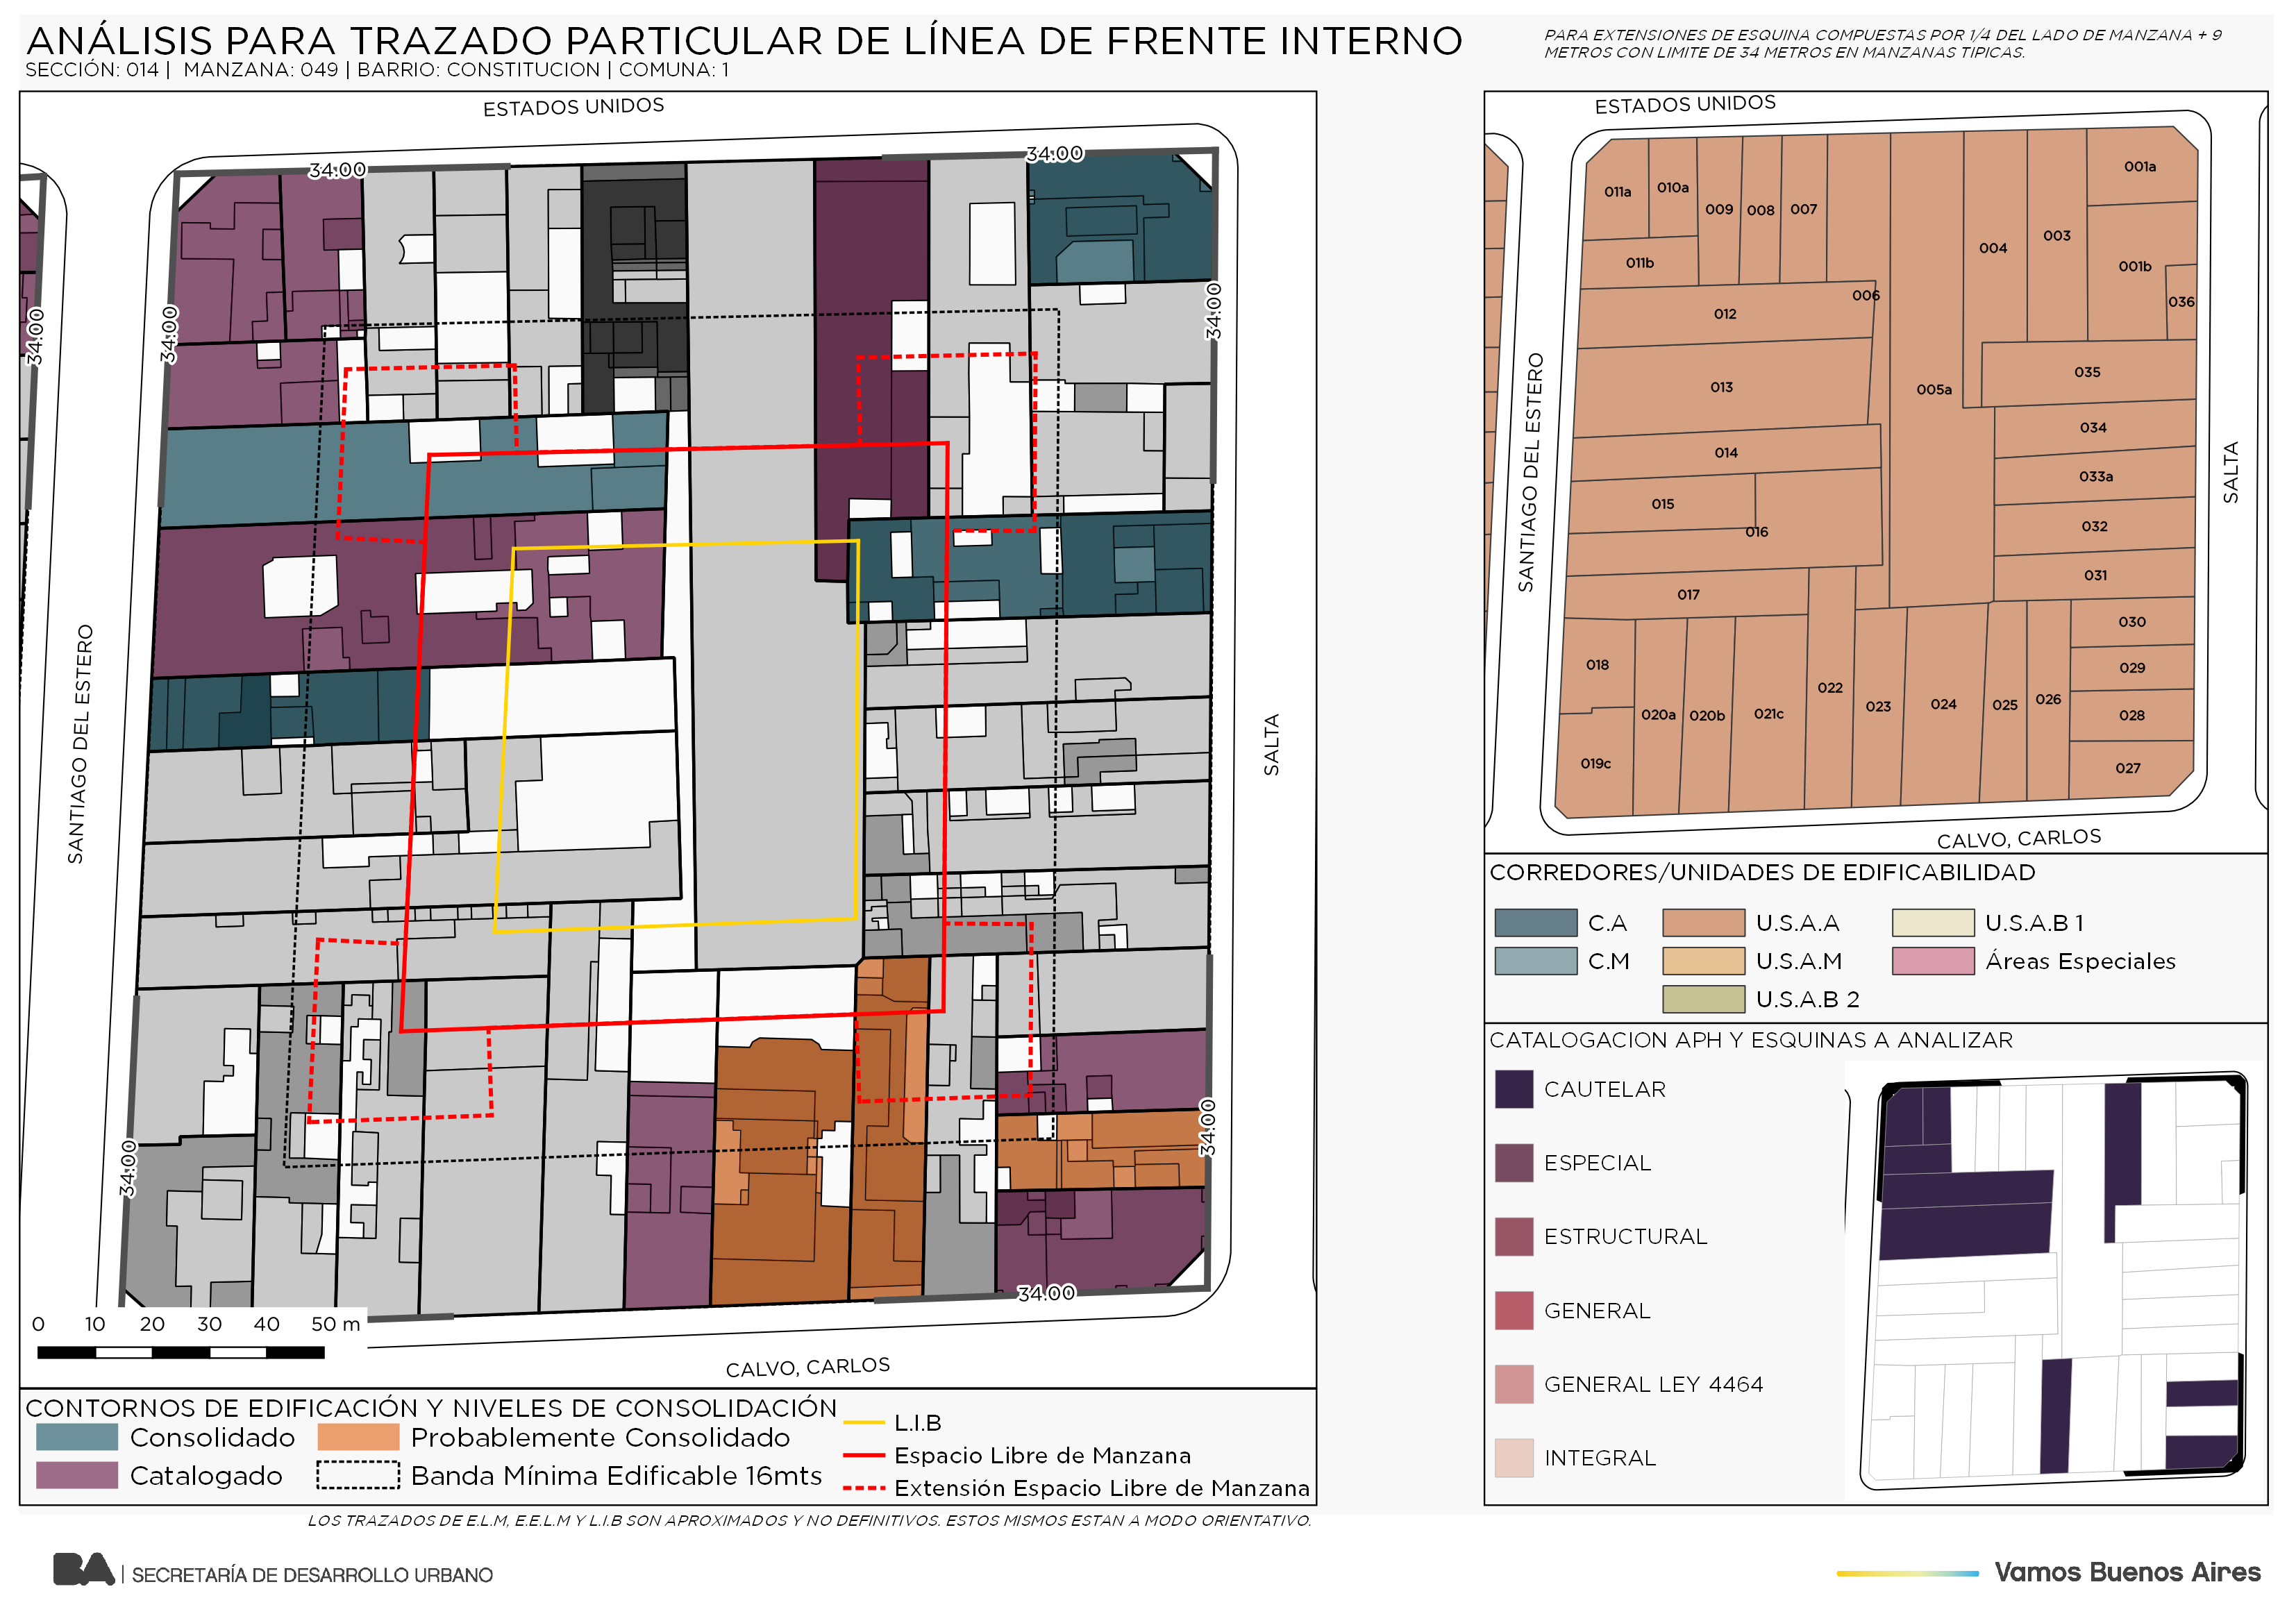 ANÁLISIS PARA TRAZADO PARTICULAR DE LÍNEA DE FRENTE INTERNO
SECCIÓN: 014 | MANZANA: 049 | BARRIO: CONSTITUCION | COMUNA: 1
PARA EXTENSIONES DE ESQUINA COMPUESTAS POR 1/4 DEL LADO DE MANZANA + 9
METROS CON LIMITE DE 34 METROS EN MANZANAS TIPICAS.
ESTADOS UNIDOS
34.00
34.00
34.00
34.00
34.00
SANTIAGO DEL ESTERO
SALTA
34.00
34.00
34.00
0 10 20 30 40 50 m
CALVO, CARLOS
CONTORNOS DE EDIFICACIÓN Y NIVELES DE CONSOLIDACIÓN
Consolidado
Probablemente Consolidado
Catalogado
Banda Mínima Edificable 16mts
L.I.B
Espacio Libre de Manzana
Extensión Espacio Libre de Manzana
LOS TRAZADOS DE E.L.M, E.E.L.M Y L.I.B SON APROXIMADOS Y NO DEFINITIVOS. ESTOS MISMOS ESTAN A MODO ORIENTATIVO.
ESTADOS UNIDOS
011a
010a
009
008
007
004
003
001a
011b
001b
006
036
012
013
005a
035
014
034
015
033a
016
032
017
031
030
018
029
022
020a
020b
021c
023
024
025
026
028
019c
027
SANTIAGO DEL ESTERO
SALTA
CALVO, CARLOS
CORREDORES/UNIDADES DE EDIFICABILIDAD
C.A
U.S.A.A
U.S.A.B 1
C.M
U.S.A.M
Áreas Especiales
U.S.A.B 2
CATALOGACION APH Y ESQUINAS A ANALIZAR
CAUTELAR
ESPECIAL
ESTRUCTURAL
GENERAL
GENERAL LEY 4464
INTEGRAL
BA | SECRETARÍA DE DESARROLLO URBANO
Vamos Buenos Aires